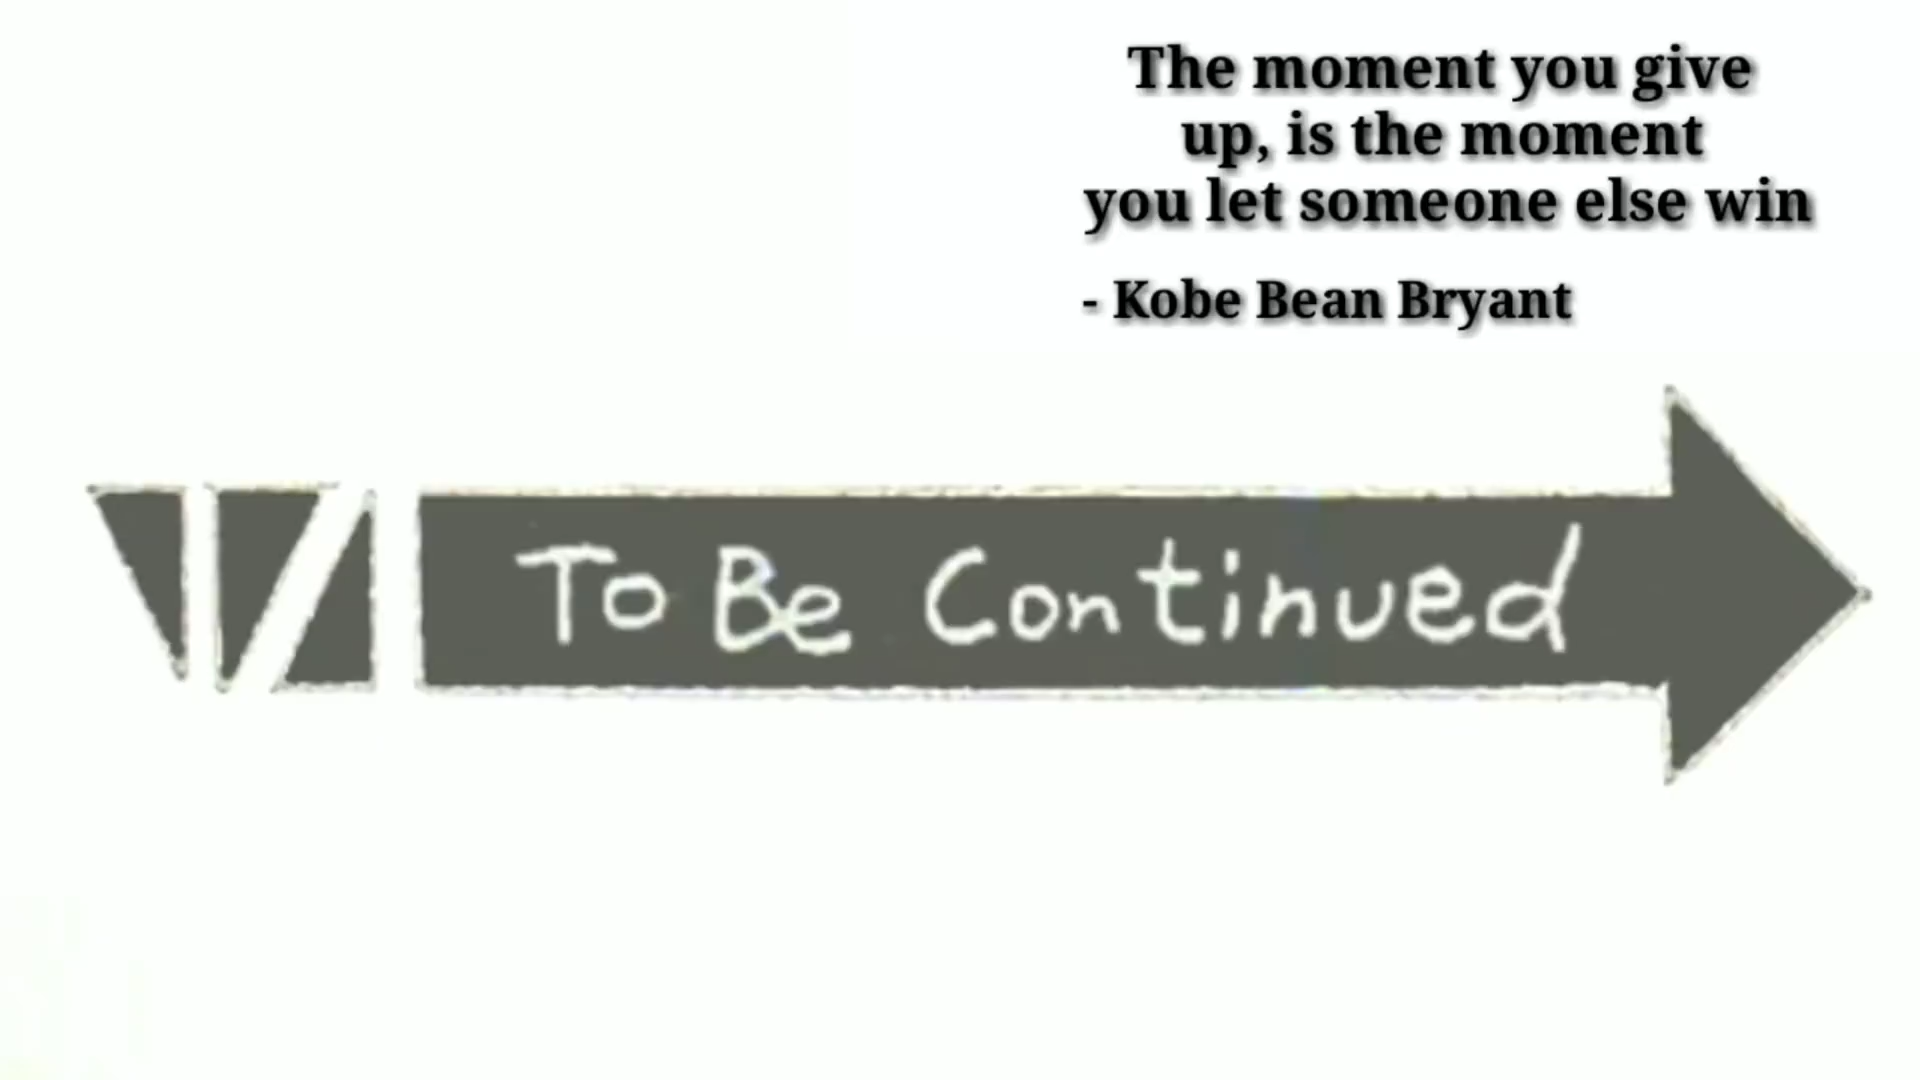 The moment you give
up, is the moment
you let someone else win
- Kobe Bean Bryant
To Be Continued